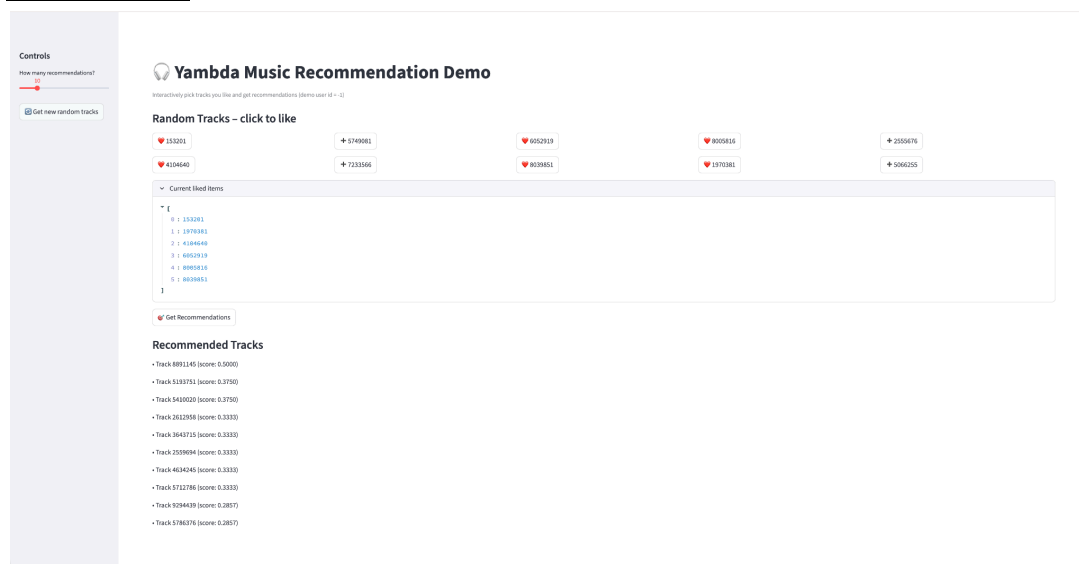 Controls
How many recommendations?
10
Get new random tracks
🎧 Yambda Music Recommendation Demo
Interactively pick tracks you like and get recommendations (demo user id = -1)
Random Tracks – click to like
❤️ 153201 + 5749081 ❤️ 6052919 ❤️ 8005816 + 2555676
❤️ 4104640 + 7233566 ❤️ 8039851 ❤️ 1970381 + 5066255
Current liked items
[
0 : 153201
1 : 1970381
2 : 4104640
3 : 6052919
4 : 8005816
5 : 8039851
]
🎯 Get Recommendations
Recommended Tracks
• Track 8891145 (score: 0.5000)
• Track 5193751 (score: 0.3750)
• Track 5410020 (score: 0.3750)
• Track 2612958 (score: 0.3333)
• Track 3643715 (score: 0.3333)
• Track 2559694 (score: 0.3333)
• Track 4634245 (score: 0.3333)
• Track 5712786 (score: 0.3333)
• Track 9294439 (score: 0.2857)
• Track 5786376 (score: 0.2857)